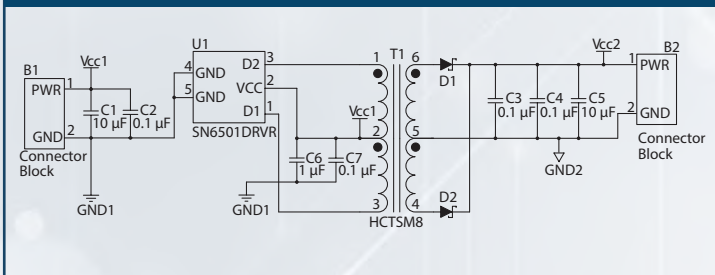 B1
Vcc1
1
PWR
C1
10 µF
C2
0.1 µF
GND
2
Connector
Block
GND1
U1
4
GND
5
GND
D2
3
VCC
2
D1
1
SN6501DRVR
Vcc1
C6
1 µF
C7
0.1 µF
GND1
T1
1
2
3
6
5
4
HCTSM8
D1
D2
C3
0.1 µF
C4
0.1 µF
C5
10 µF
GND2
Vcc2
B2
1
PWR
2
GND
Connector
Block